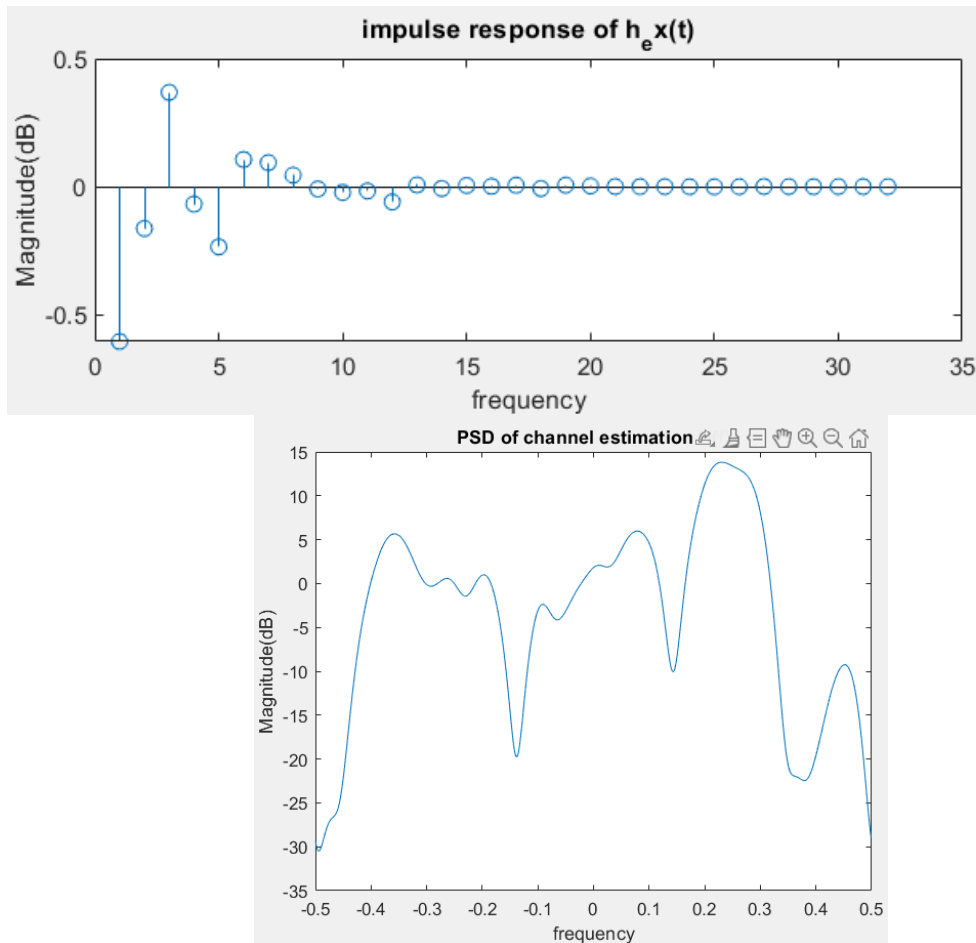 impulse response of hₑx(t)
Magnitude(dB)
0.5
0
-0.5
0 5 10 15 20 25 30 35
frequency
PSD of channel estimation
Magnitude(dB)
15
10
5
0
-5
-10
-15
-20
-25
-30
-35
-0.5 -0.4 -0.3 -0.2 -0.1 0 0.1 0.2 0.3 0.4 0.5
frequency